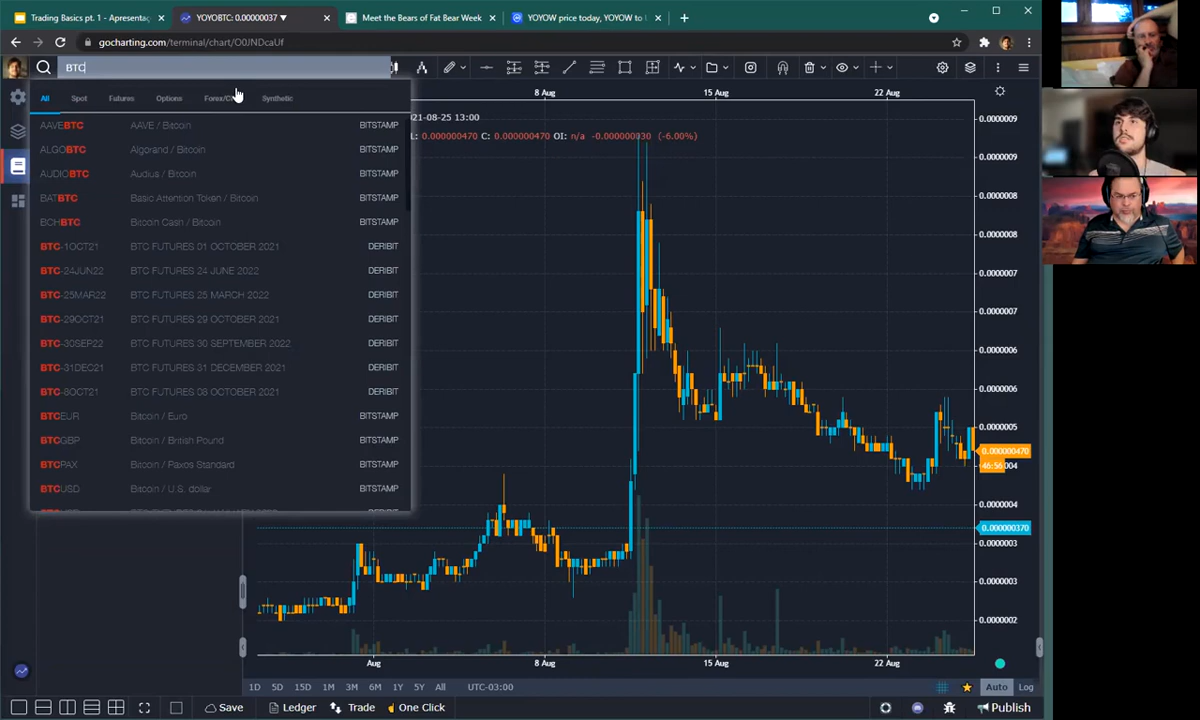 Trading Basics pt. 1 - Apresenta
YOYOBTC: 0.00000037 ▼
Meet the Bears of Fat Bear Week
YOYOW price today, YOYOW to
gocharting.com/terminal/chart/O0JNDcaUf
BTC
All Spot Futures Options Forex/C Synthetic
AAVEBTC AAVE / Bitcoin BITSTAMP
ALGOBTC Algorand / Bitcoin BITSTAMP
AUDIOBTC Audius / Bitcoin BITSTAMP
BATBTC Basic Attention Token / Bitcoin BITSTAMP
BCHBTC Bitcoin Cash / Bitcoin BITSTAMP
BTC-1OCT21 BTC FUTURES 01 OCTOBER 2021 DERIBIT
BTC-24JUN22 BTC FUTURES 24 JUNE 2022 DERIBIT
BTC-25MAR22 BTC FUTURES 25 MARCH 2022 DERIBIT
BTC-29OCT21 BTC FUTURES 29 OCTOBER 2021 DERIBIT
BTC-30SEP22 BTC FUTURES 30 SEPTEMBER 2022 DERIBIT
BTC-31DEC21 BTC FUTURES 31 DECEMBER 2021 DERIBIT
BTC-8OCT21 BTC FUTURES 08 OCTOBER 2021 DERIBIT
BTCEUR Bitcoin / Euro BITSTAMP
BTCGBP Bitcoin / British Pound BITSTAMP
BTCPAX Bitcoin / Paxos Standard BITSTAMP
BTCUSD Bitcoin / U.S. dollar BITSTAMP
8 Aug 15 Aug 22 Aug
021-08-25 13:00
L: 0.000000470 C: 0.000000470 OI: n/a -0.00000030 (-6.00%)
0.0000009
0.0000009
0.0000008
0.0000008
0.0000007
0.0000007
0.0000006
0.0000006
0.0000005
0.000000470
46:56 004
0.0000004
0.000000370
0.0000003
0.0000003
0.0000002
Aug 8 Aug 15 Aug 22 Aug
1D 5D 15D 1M 3M 6M 1Y 5Y All UTC-03:00 Auto Log
Save Ledger Trade One Click Publish